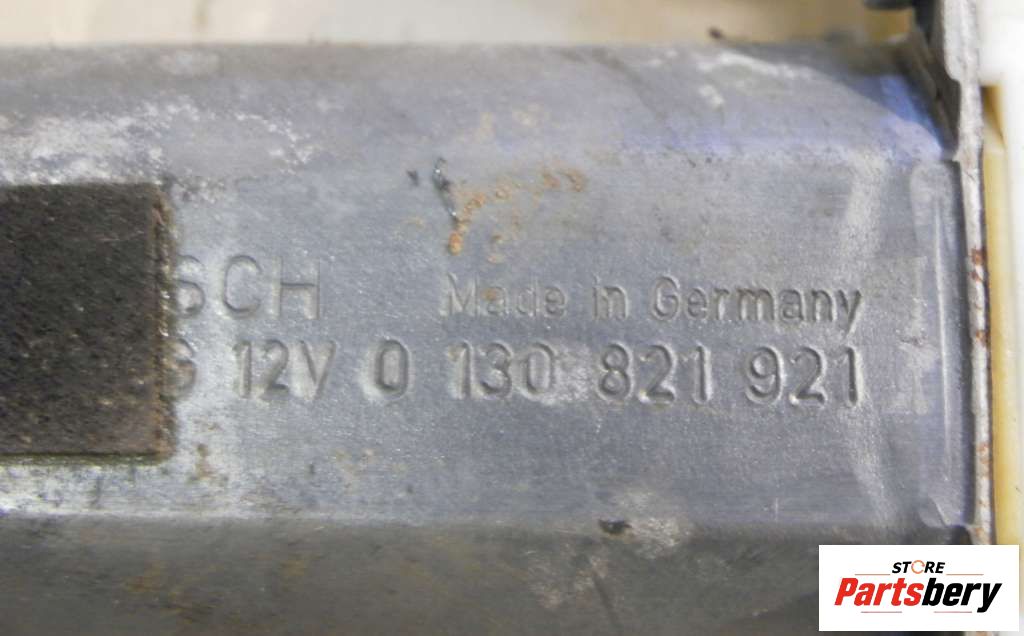 SCH Made in Germany
G 12V 0 130 821 921
STORE
Partsbery